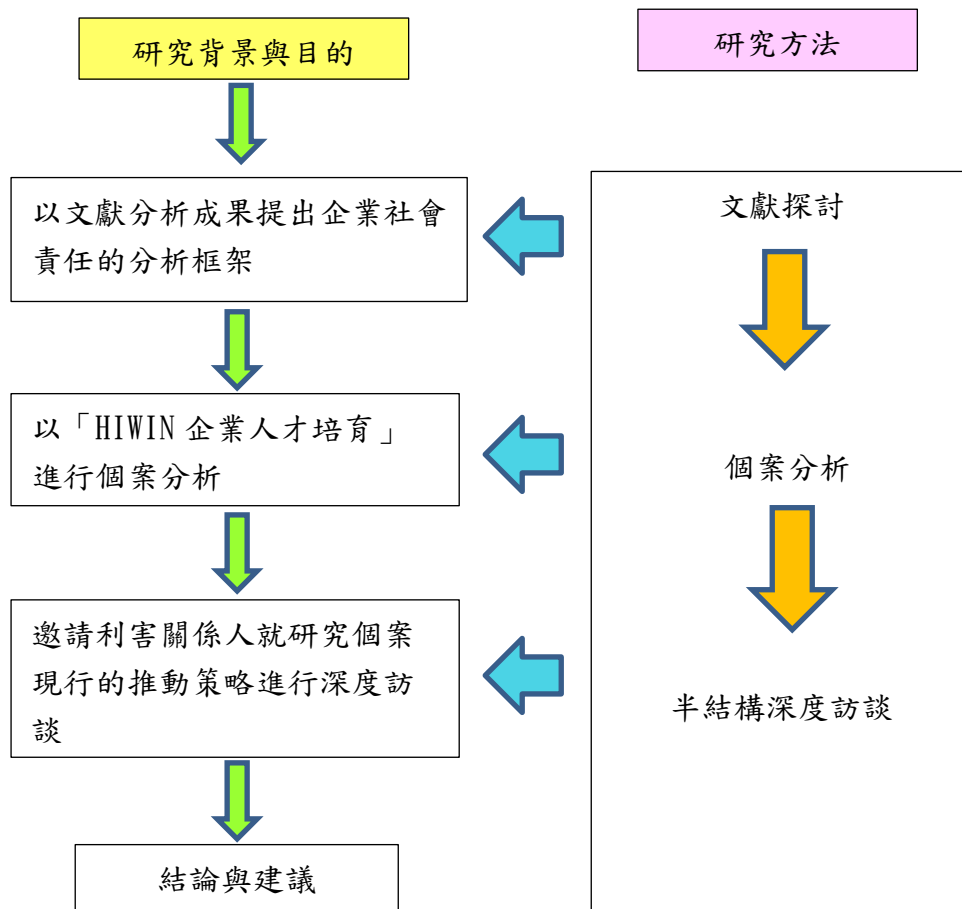 研究背景與目的
以文獻分析成果提出企業社會
責任的分析框架
以「HIWIN 企業人才培育」
進行個案分析
邀請利害關係人就研究個案
現行的推動策略進行深度訪
談
結論與建議
研究方法
文獻探討
個案分析
半結構深度訪談